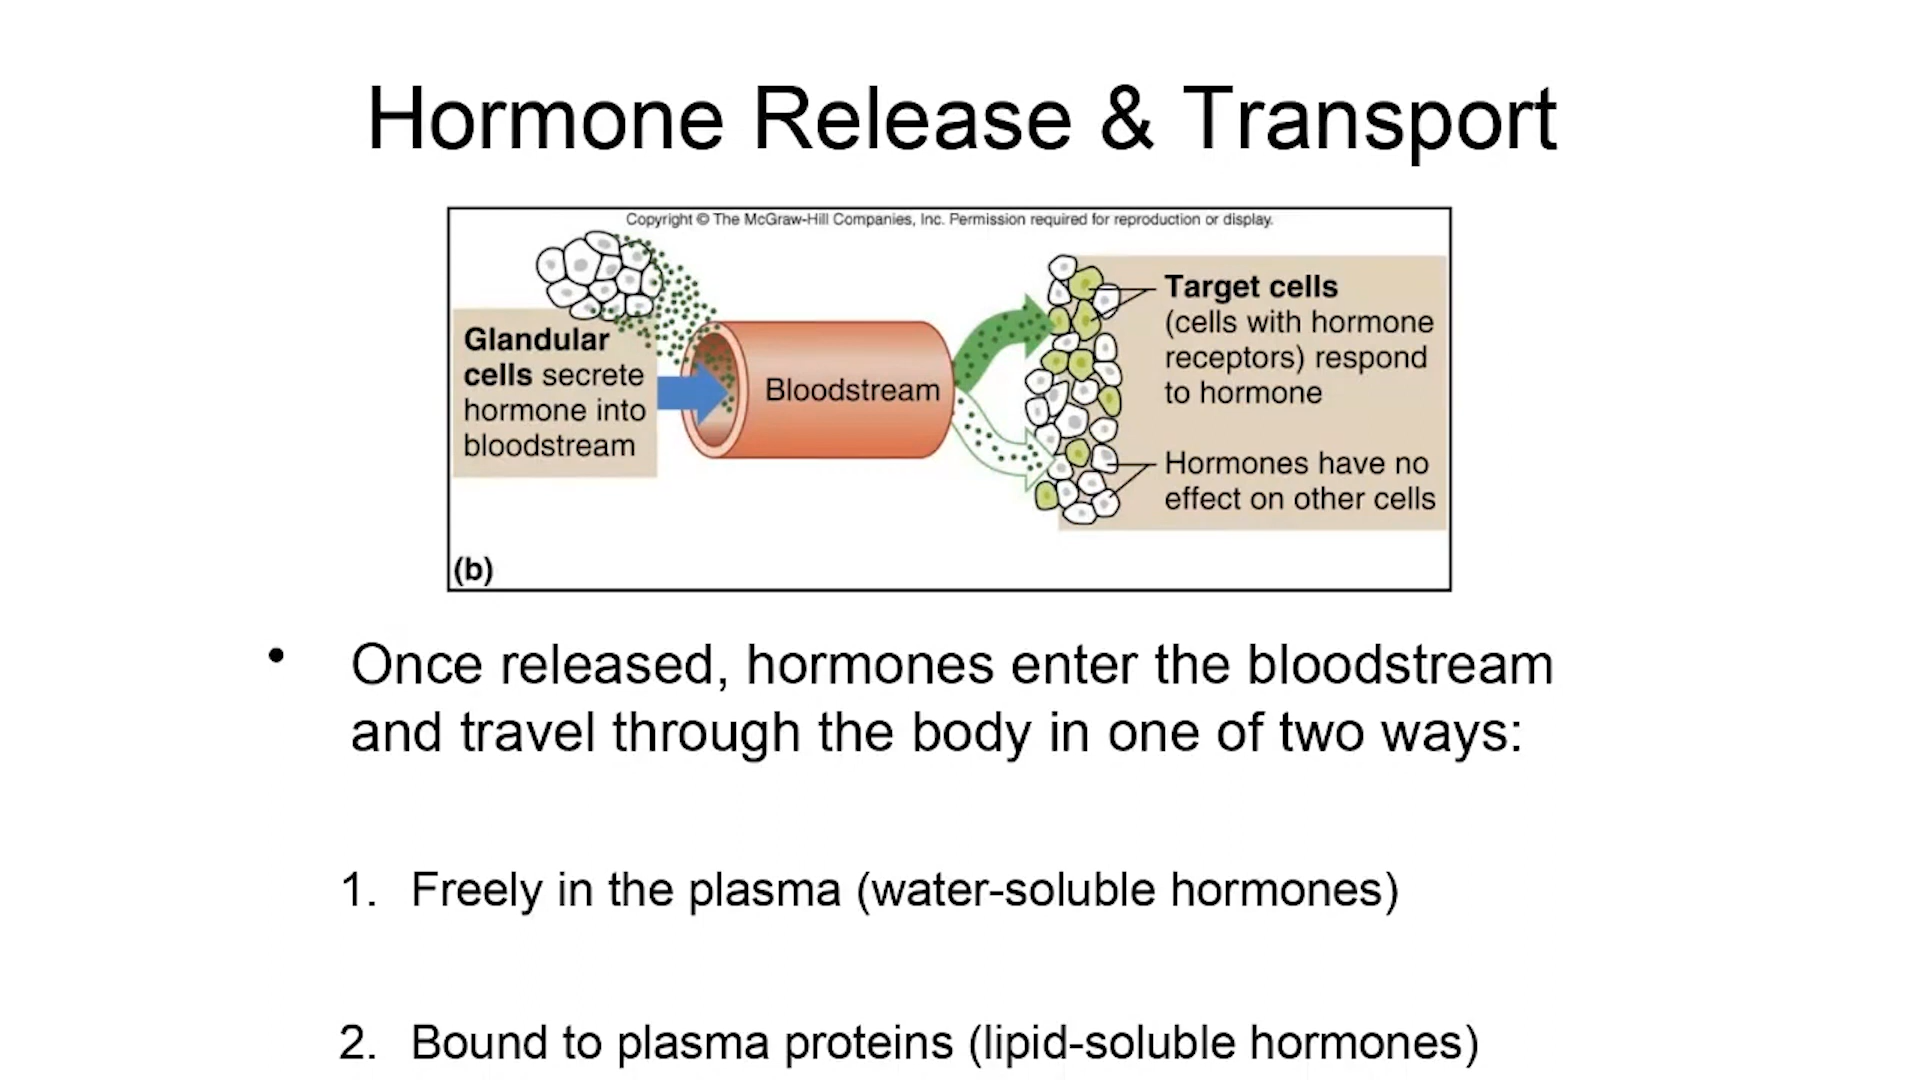 Hormone Release & Transport
Copyright © The McGraw-Hill Companies, Inc. Permission required for reproduction or display.
Glandular
cells secrete
hormone into
bloodstream
Bloodstream
Target cells
(cells with hormone
receptors) respond
to hormone
Hormones have no
effect on other cells
(b)
• Once released, hormones enter the bloodstream
and travel through the body in one of two ways:
1. Freely in the plasma (water-soluble hormones)
2. Bound to plasma proteins (lipid-soluble hormones)